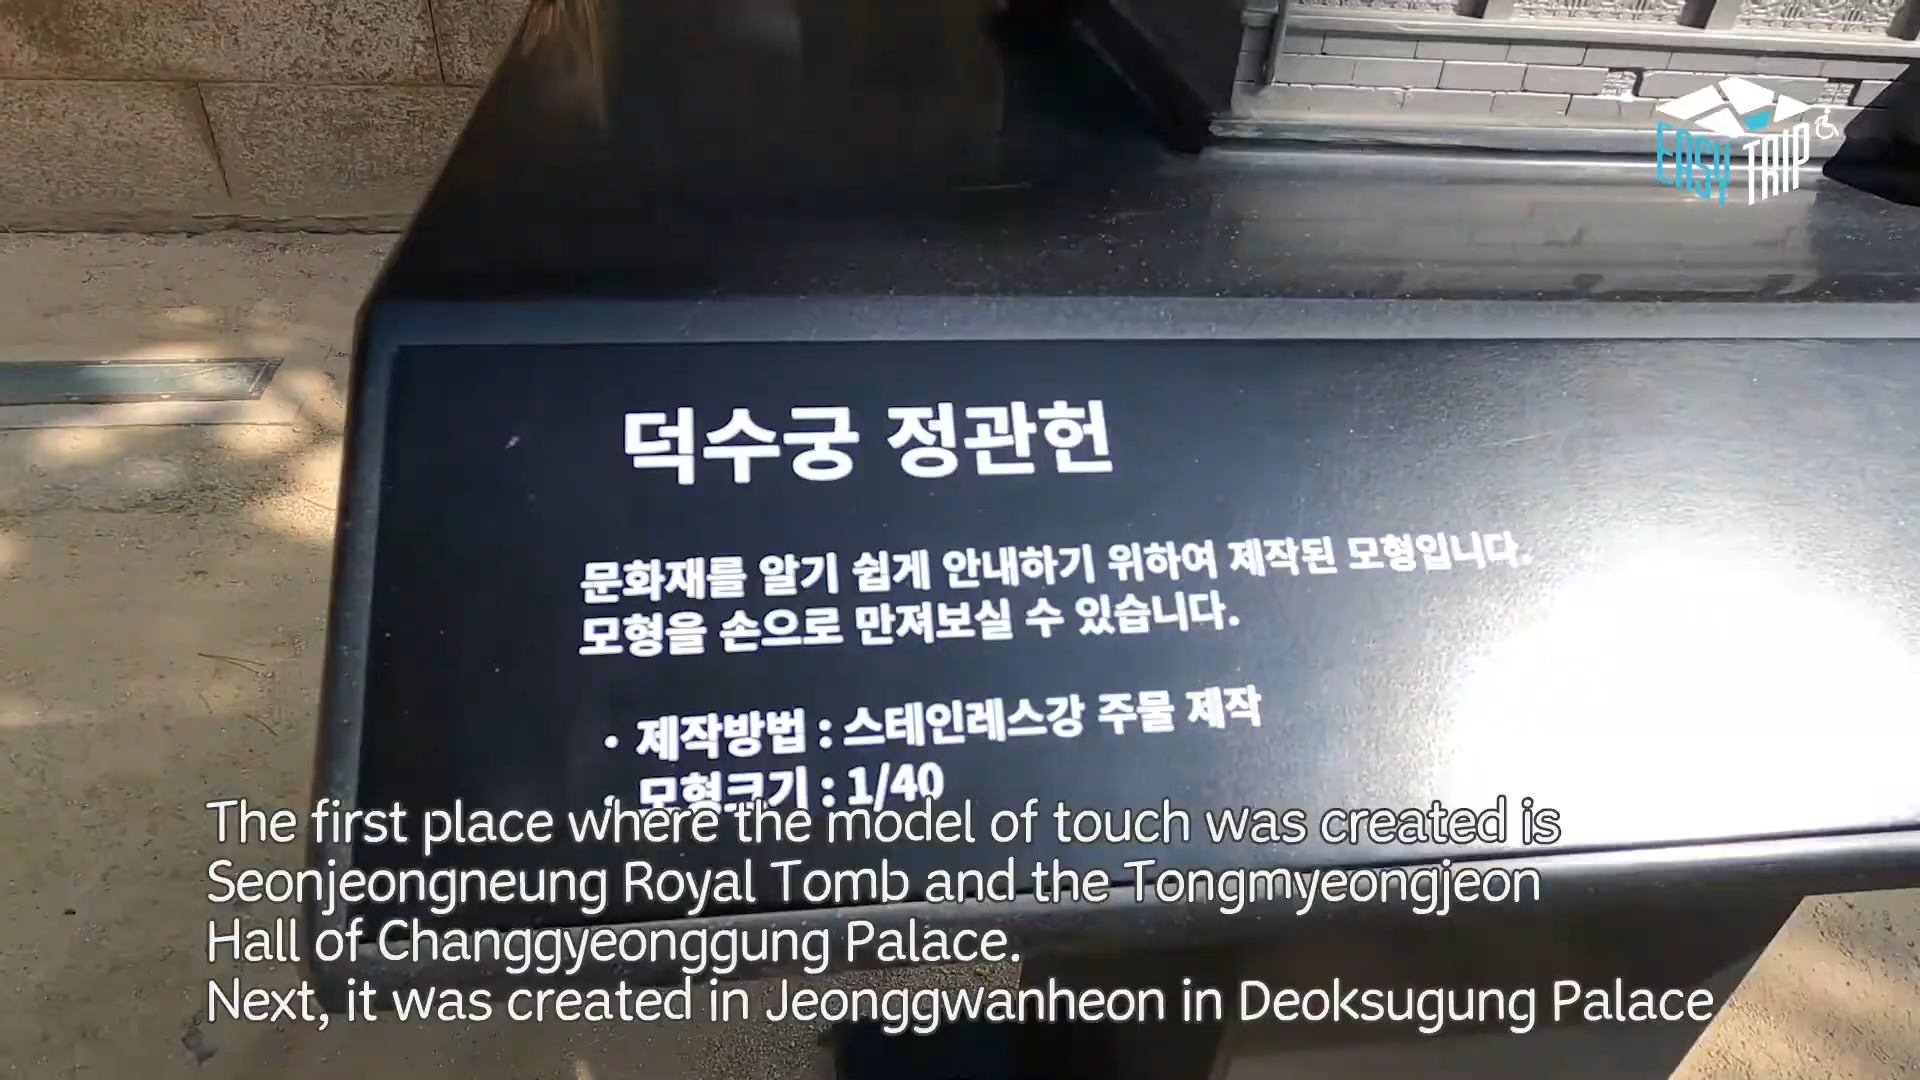 EASY TRIP
덕수궁 정관헌
문화재를 알기 쉽게 안내하기 위하여 제작된 모형입니다.
모형을 손으로 만져보실 수 있습니다.
• 제작방법 : 스테인레스강 주물 제작
• 모형크기 : 1/40
The first place where the model of touch was created is
Seonjeongneung Royal Tomb and the Tongmyeongjeon
Hall of Changgyeonggung Palace.
Next, it was created in Jeonggwanheon in Deoksugung Palace